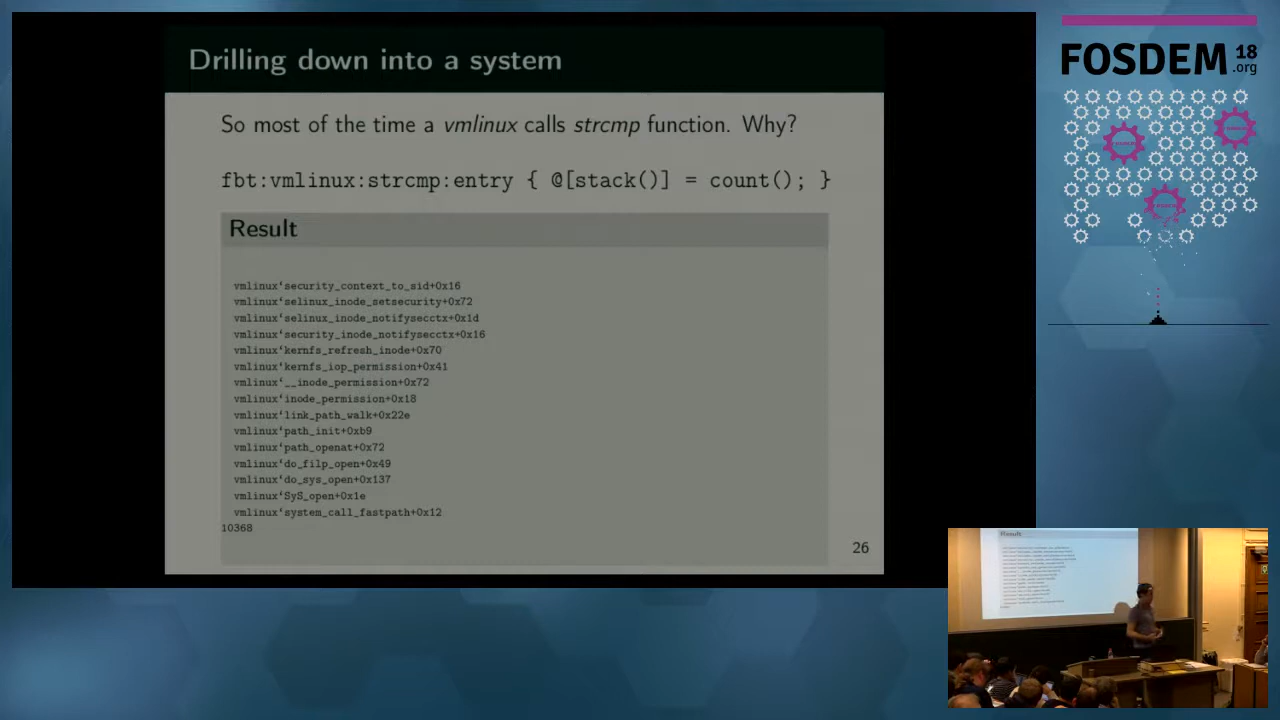 Drilling down into a system
So most of the time a vmlinux calls strcmp function. Why?
fbt:vmlinux:strcmp:entry { @[stack()] = count(); }
Result
vmlinux‘security_context_to_sid+0x16
vmlinux‘selinux_inode_setsecurity+0x72
vmlinux‘selinux_inode_notifysecctx+0x1d
vmlinux‘security_inode_notifysecctx+0x16
vmlinux‘kernfs_refresh_inode+0x70
vmlinux‘kernfs_iop_permission+0x41
vmlinux‘__inode_permission+0x72
vmlinux‘inode_permission+0x18
vmlinux‘link_path_walk+0x22e
vmlinux‘path_init+0xb9
vmlinux‘path_openat+0x72
vmlinux‘do_filp_open+0x49
vmlinux‘do_sys_open+0x137
vmlinux‘SyS_open+0x1e
vmlinux‘system_call_fastpath+0x12
10368
26
FOSDEM 18
.org
Result